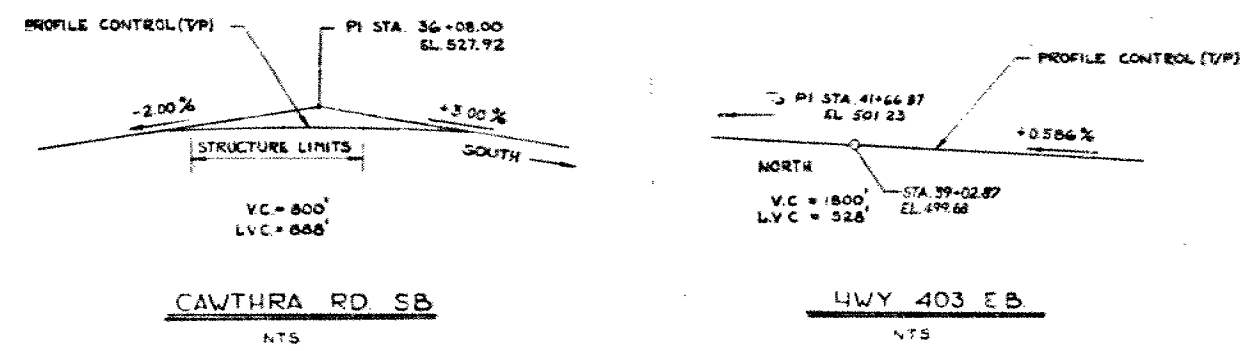 PROFILE CONTROL (T/P)
PI STA. 36+08.00
EL. 527.92
-2.00%
+3.00%
STRUCTURE LIMITS
SOUTH
V.C. = 800'
L.V.C. = 888'
CAWTHRA RD. SB
NTS
PROFILE CONTROL (T/P)
PI STA. 41+66.87
EL. 501.23
+0.586%
NORTH
STA. 39+02.87
EL. 499.68
V.C = 1800'
L.V.C = 528'
HWY 403 E.B.
NTS